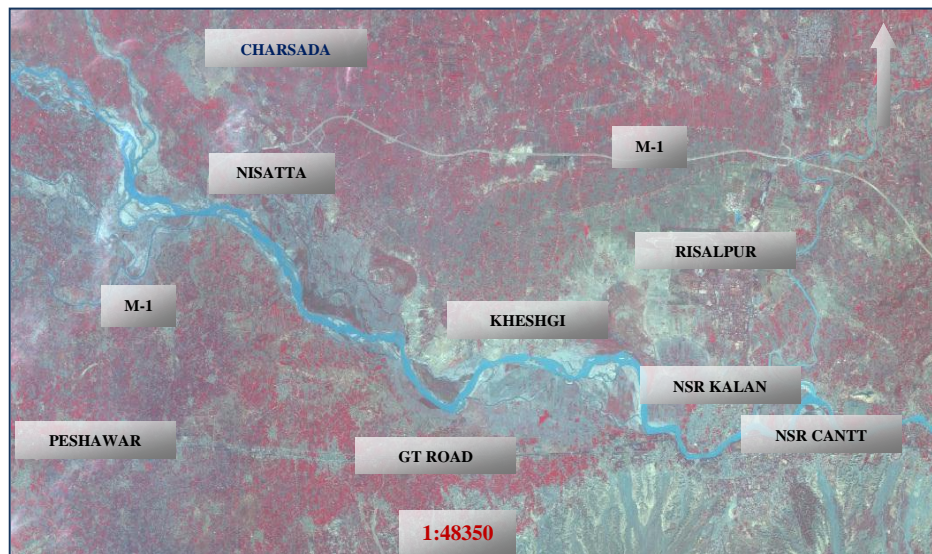 CHARSADA
M-1
NISATTA
RISALPUR
M-1
KHESHGI
NSR KALAN
PESHAWAR
GT ROAD
NSR CANTT
1:48350